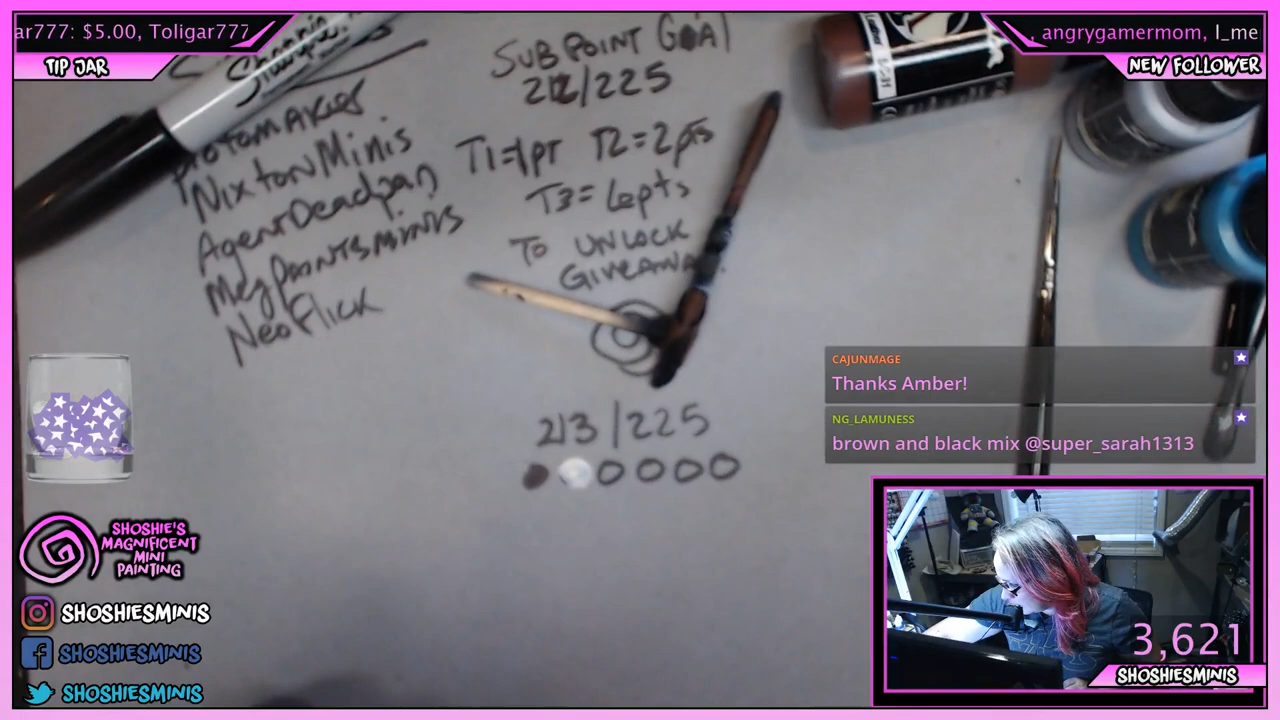 ar777: $5.00, Toligar777
TIP JAR
, angrygamermom, l_me
NEW FOLLOWER
Sharpie
SUB POINT GOAL
212/225
T1=1pt T2=2pts
T3=6pts
TO UNLOCK
GIVEAWAY
NixtonMinis
AgentDeadpan
MegpaintsMinis
NeoFlick
213/225
CAJUNMAGE
Thanks Amber!
NG_LAMUNESS
brown and black mix @super_sarah1313
SHOSHIE'S
MAGNIFICENT
MINI
PAINTING
SHOSHIESMINIS
SHOSHIESMINIS
SHOSHIESMINIS
3,621
SHOSHIESMINIS